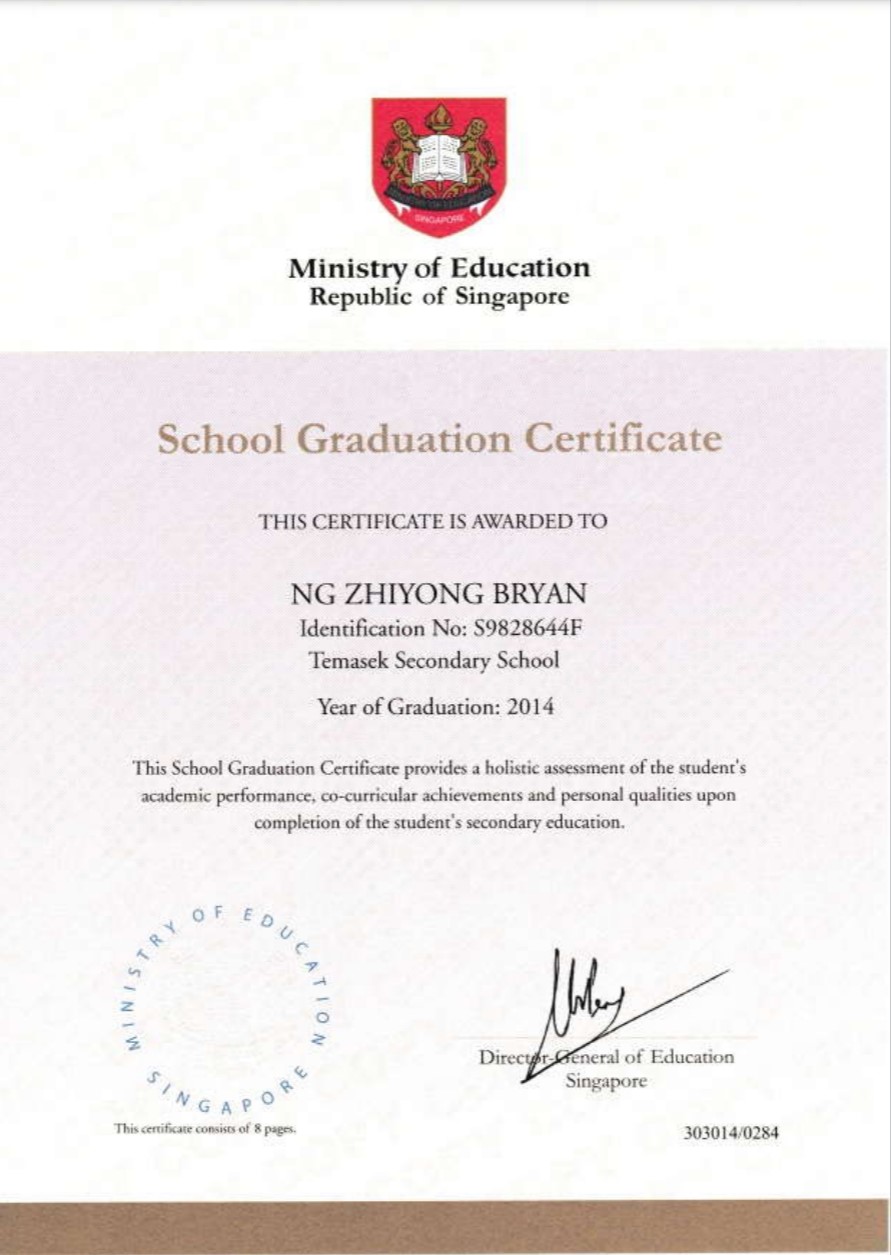 SINGAPORE
Ministry of Education
Republic of Singapore
School Graduation Certificate
THIS CERTIFICATE IS AWARDED TO
NG ZHIYONG BRYAN
Identification No: S9828644F
Temasek Secondary School
Year of Graduation: 2014
This School Graduation Certificate provides a holistic assessment of the student's
academic performance, co-curricular achievements and personal qualities upon
completion of the student's secondary education.
MINISTRY OF EDUCATION
SINGAPORE
Director-General of Education
Singapore
This certificate consists of 8 pages.
303014/0284